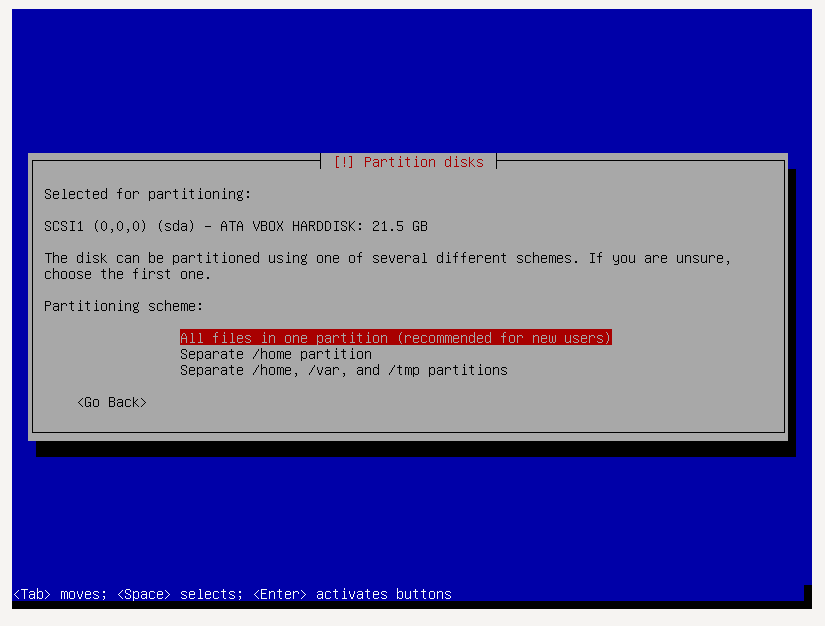 [!] Partition disks
Selected for partitioning:
SCSI1 (0,0,0) (sda) – ATA VBOX HARDDISK: 21.5 GB
The disk can be partitioned using one of several different schemes. If you are unsure,
choose the first one.
Partitioning scheme:
All files in one partition (recommended for new users)
Separate /home partition
Separate /home, /var, and /tmp partitions
<Go Back>
<Tab> moves; <Space> selects; <Enter> activates buttons